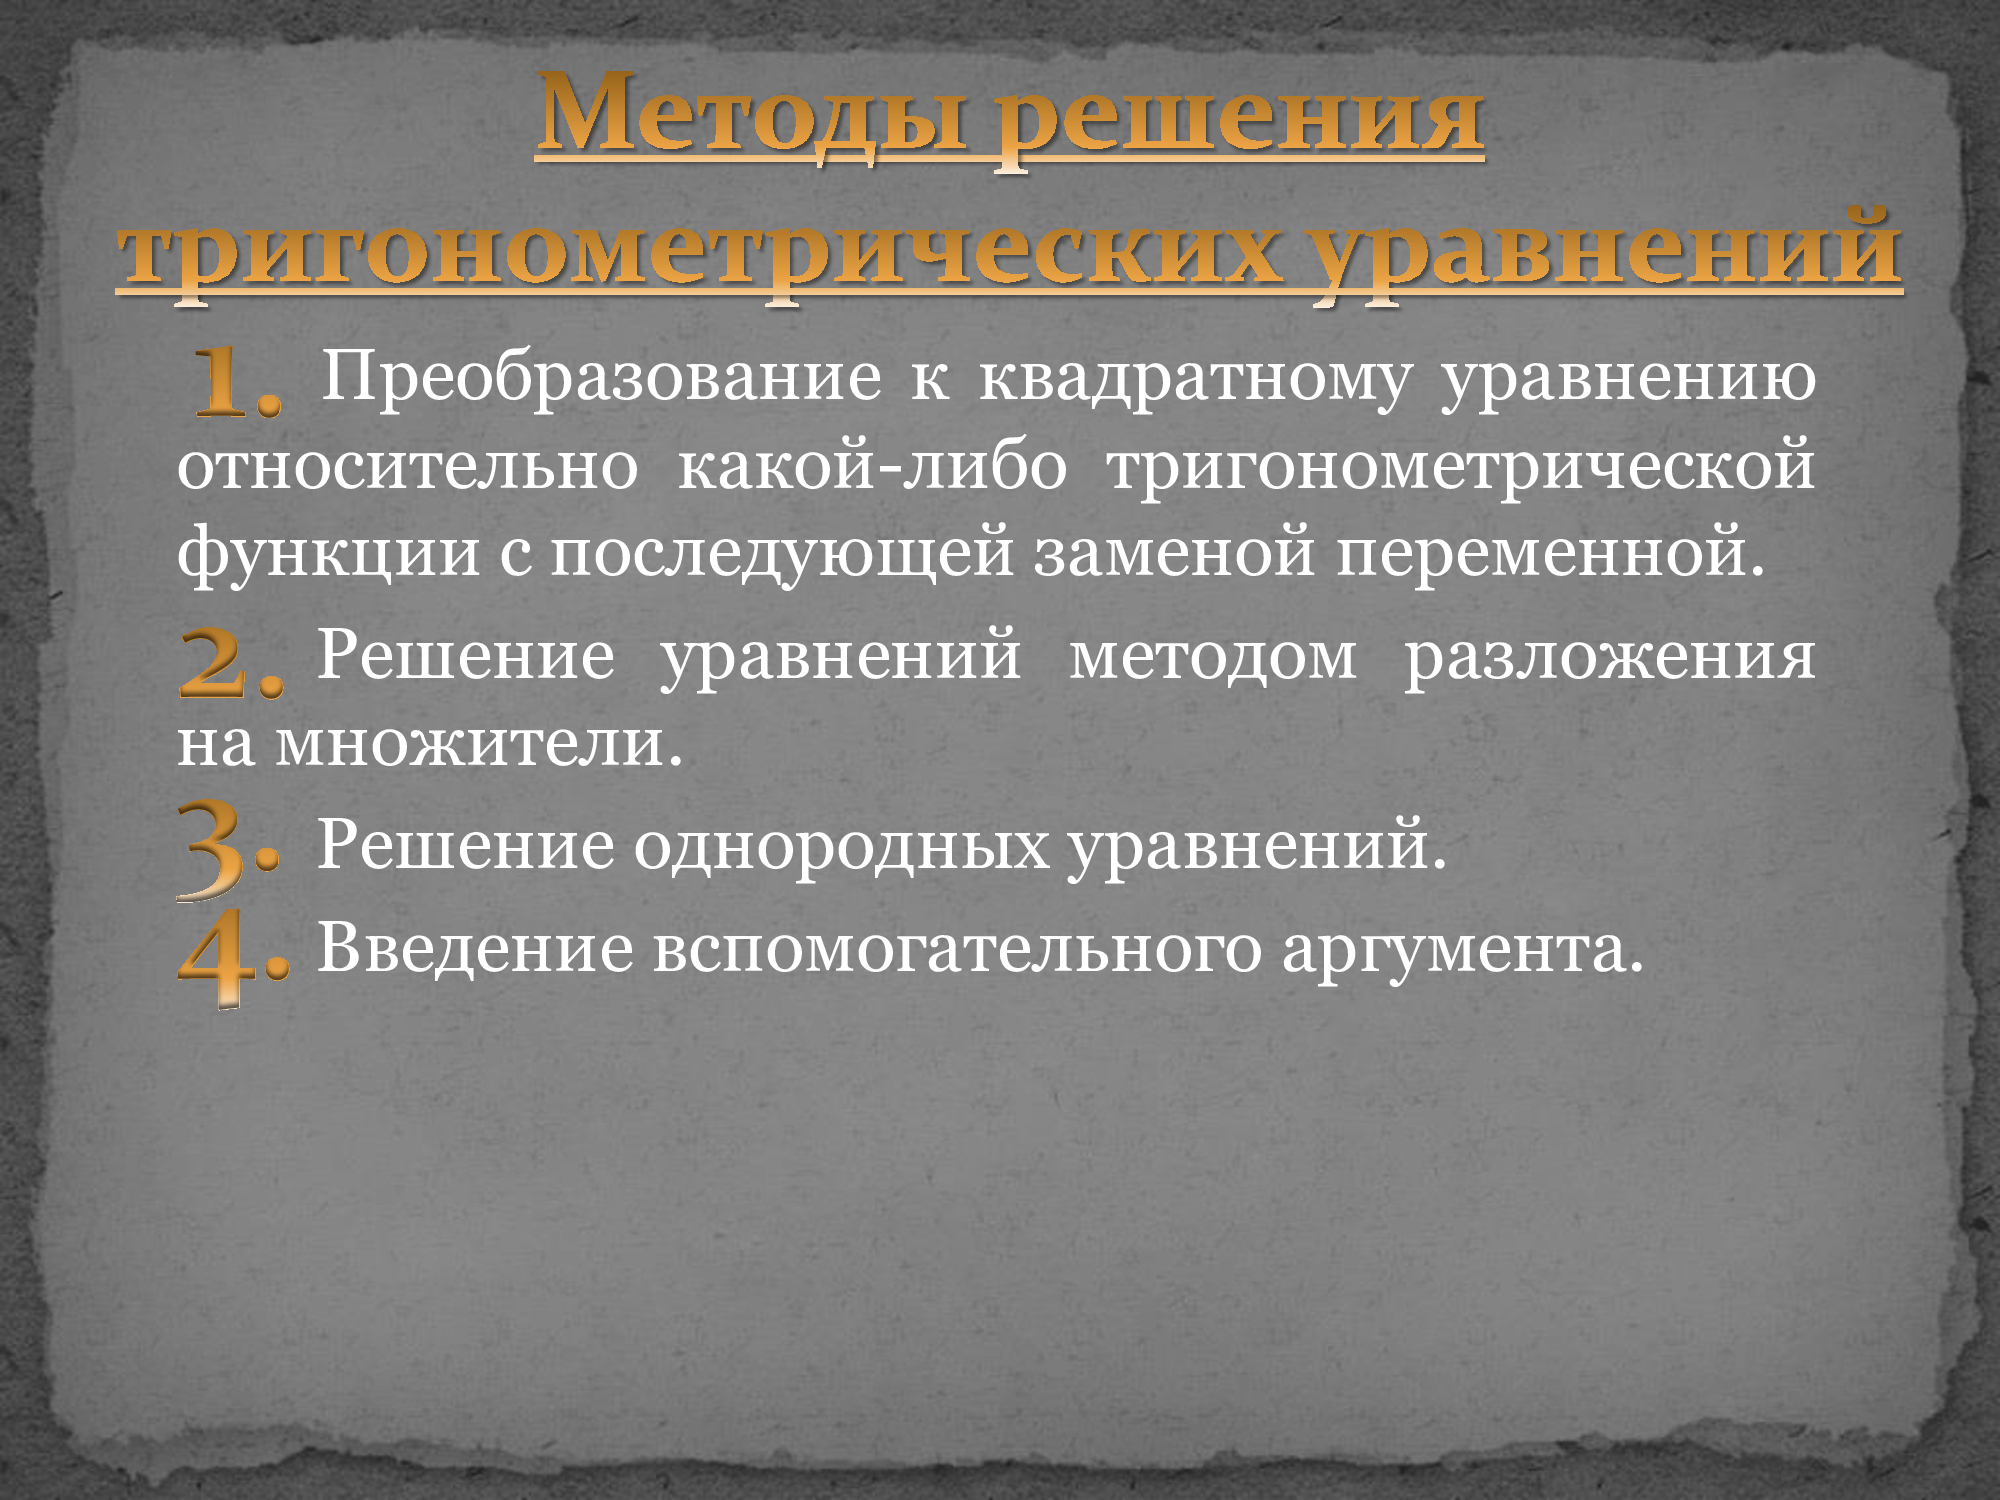 Методы решения
тригонометрических уравнений
1. Преобразование к квадратному уравнению
относительно какой-либо тригонометрической
функции с последующей заменой переменной.
2. Решение уравнений методом разложения
на множители.
3. Решение однородных уравнений.
4. Введение вспомогательного аргумента.